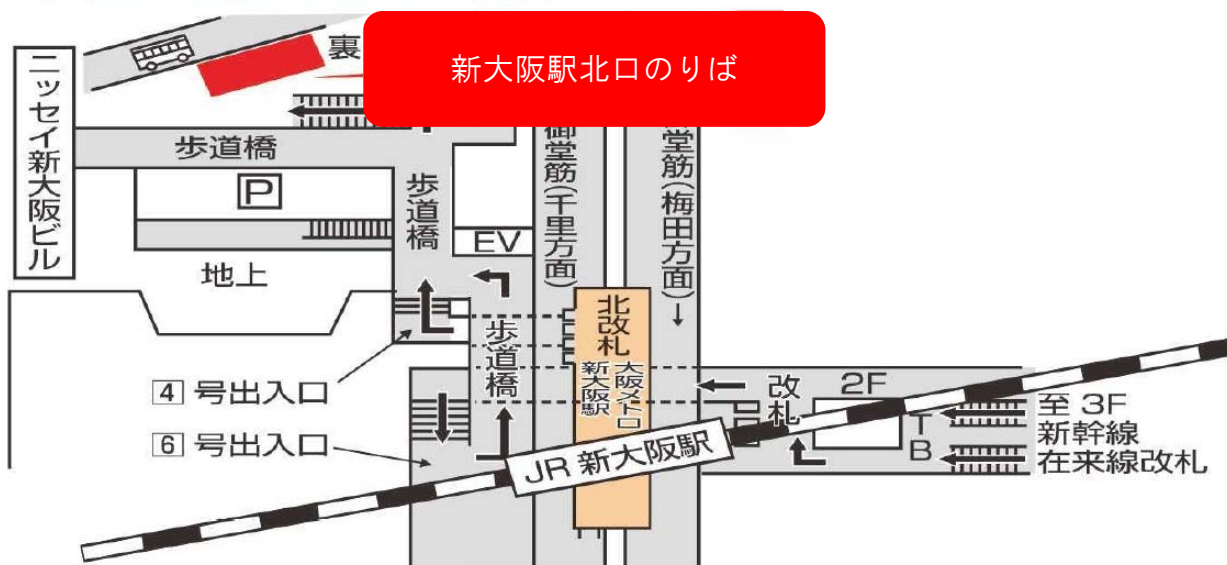 新大阪駅北口のりば
裏
ニッセイ新大阪ビル
歩道橋
P
歩道橋
地上
EV
御堂筋(千里方面)
堂筋(梅田方面)→
北改札
大阪メトロ
新大阪駅
歩道橋
4 号出入口
6 号出入口
改札
2F
TB
至 3F
新幹線
在来線改札
JR 新大阪駅